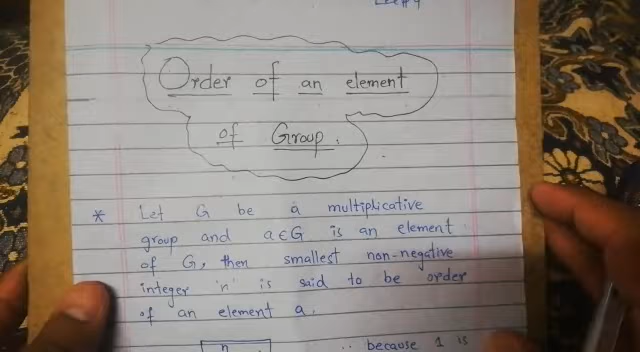 Order of an element
of Group.
* Let G be a multiplicative
group and a∈G is an element
of G, then smallest non-negative
integer 'n' is said to be order
of an element a.
n ∵ because 1 is